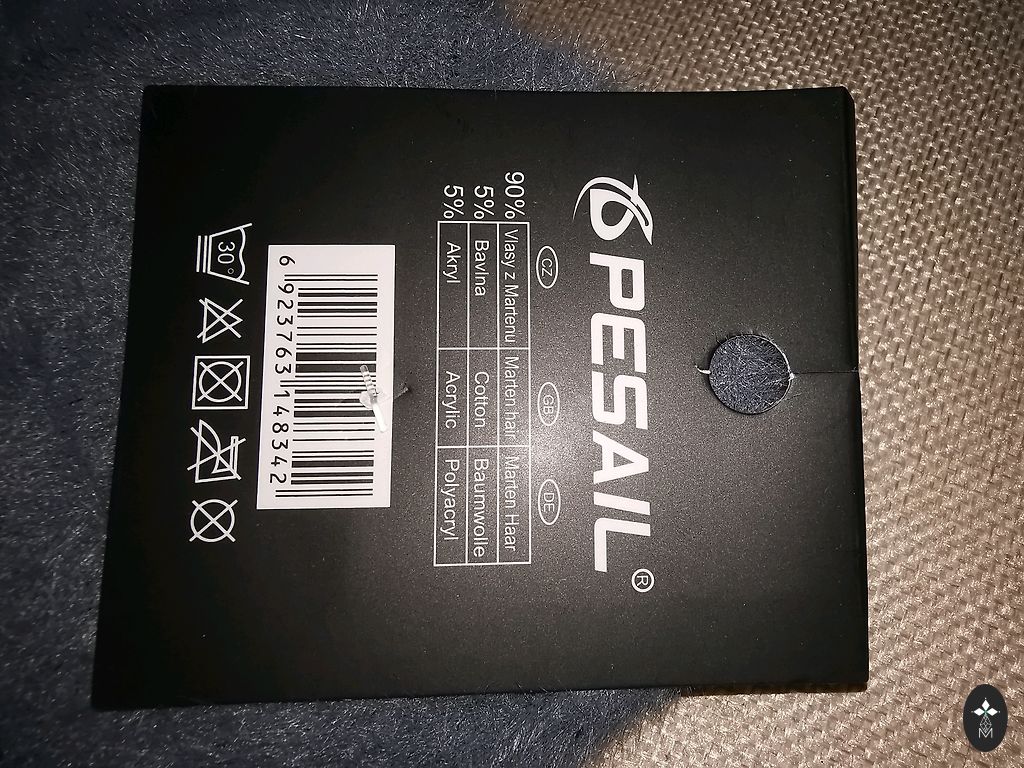 PESAIL®
CZ GB DE
90% Vlasy z Martenu Marten hair Marten Haar
5% Bavlna Cotton Baumwolle
5% Akryl Acrylic Polyacryl
6 923763 148342
30°
M